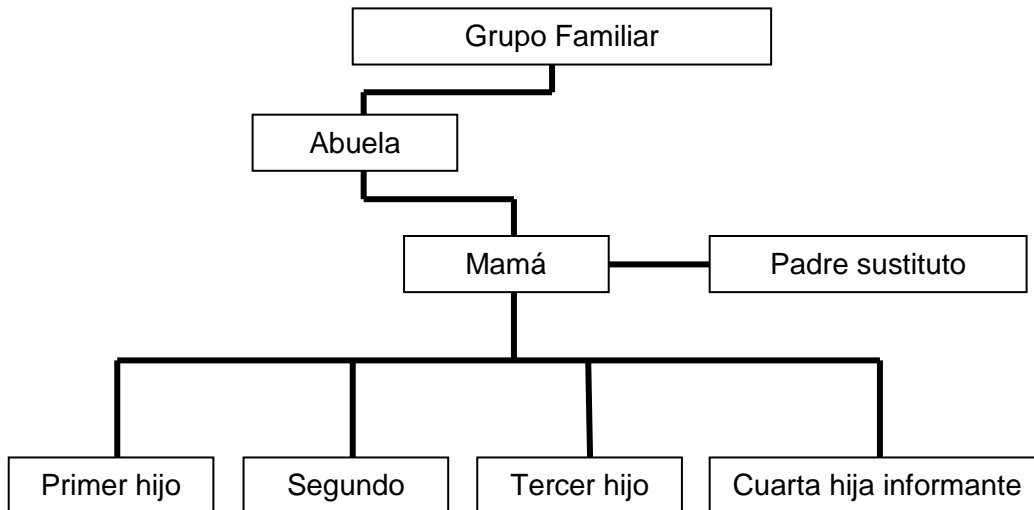 Grupo Familiar
Abuela
Mamá
Padre sustituto
Primer hijo
Segundo
Tercer hijo
Cuarta hija informante